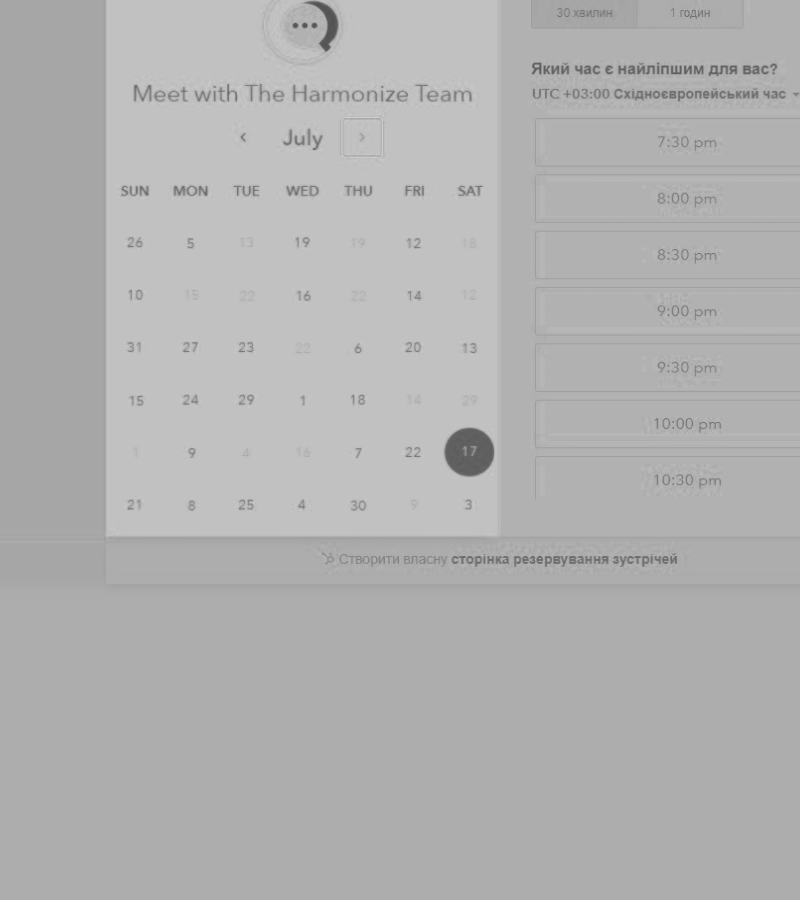 Meet with The Harmonize Team
July
SUN MON TUE WED THU FRI SAT
26 5 13 19 19 12 18
10 15 22 16 22 14 12
31 27 23 22 6 20 13
15 24 29 1 18 14 29
1 9 4 16 7 22 17
21 8 25 4 30 9 3
30 хвилин 1 годин
Який час є найліпшим для вас?
UTC +03:00 Східноєвропейський час
7:30 pm
8:00 pm
8:30 pm
9:00 pm
9:30 pm
10:00 pm
10:30 pm
Створити власну сторінка резервування зустрічей